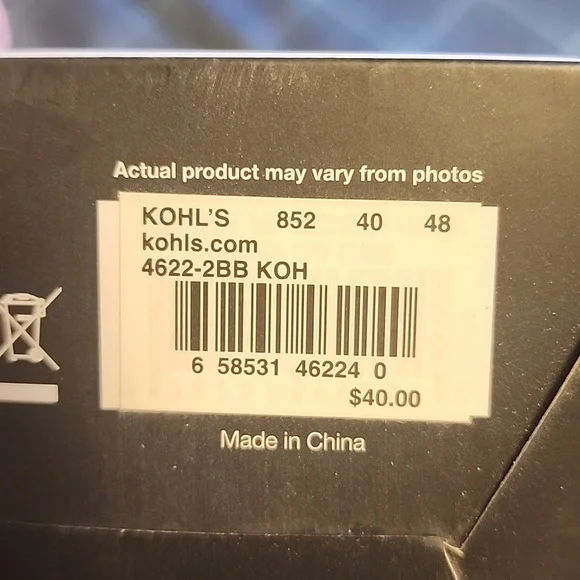 Actual product may vary from photos
KOHL'S 852 40 48
kohls.com
4622-2BB KOH
6 58531 46224 0
$40.00
Made in China